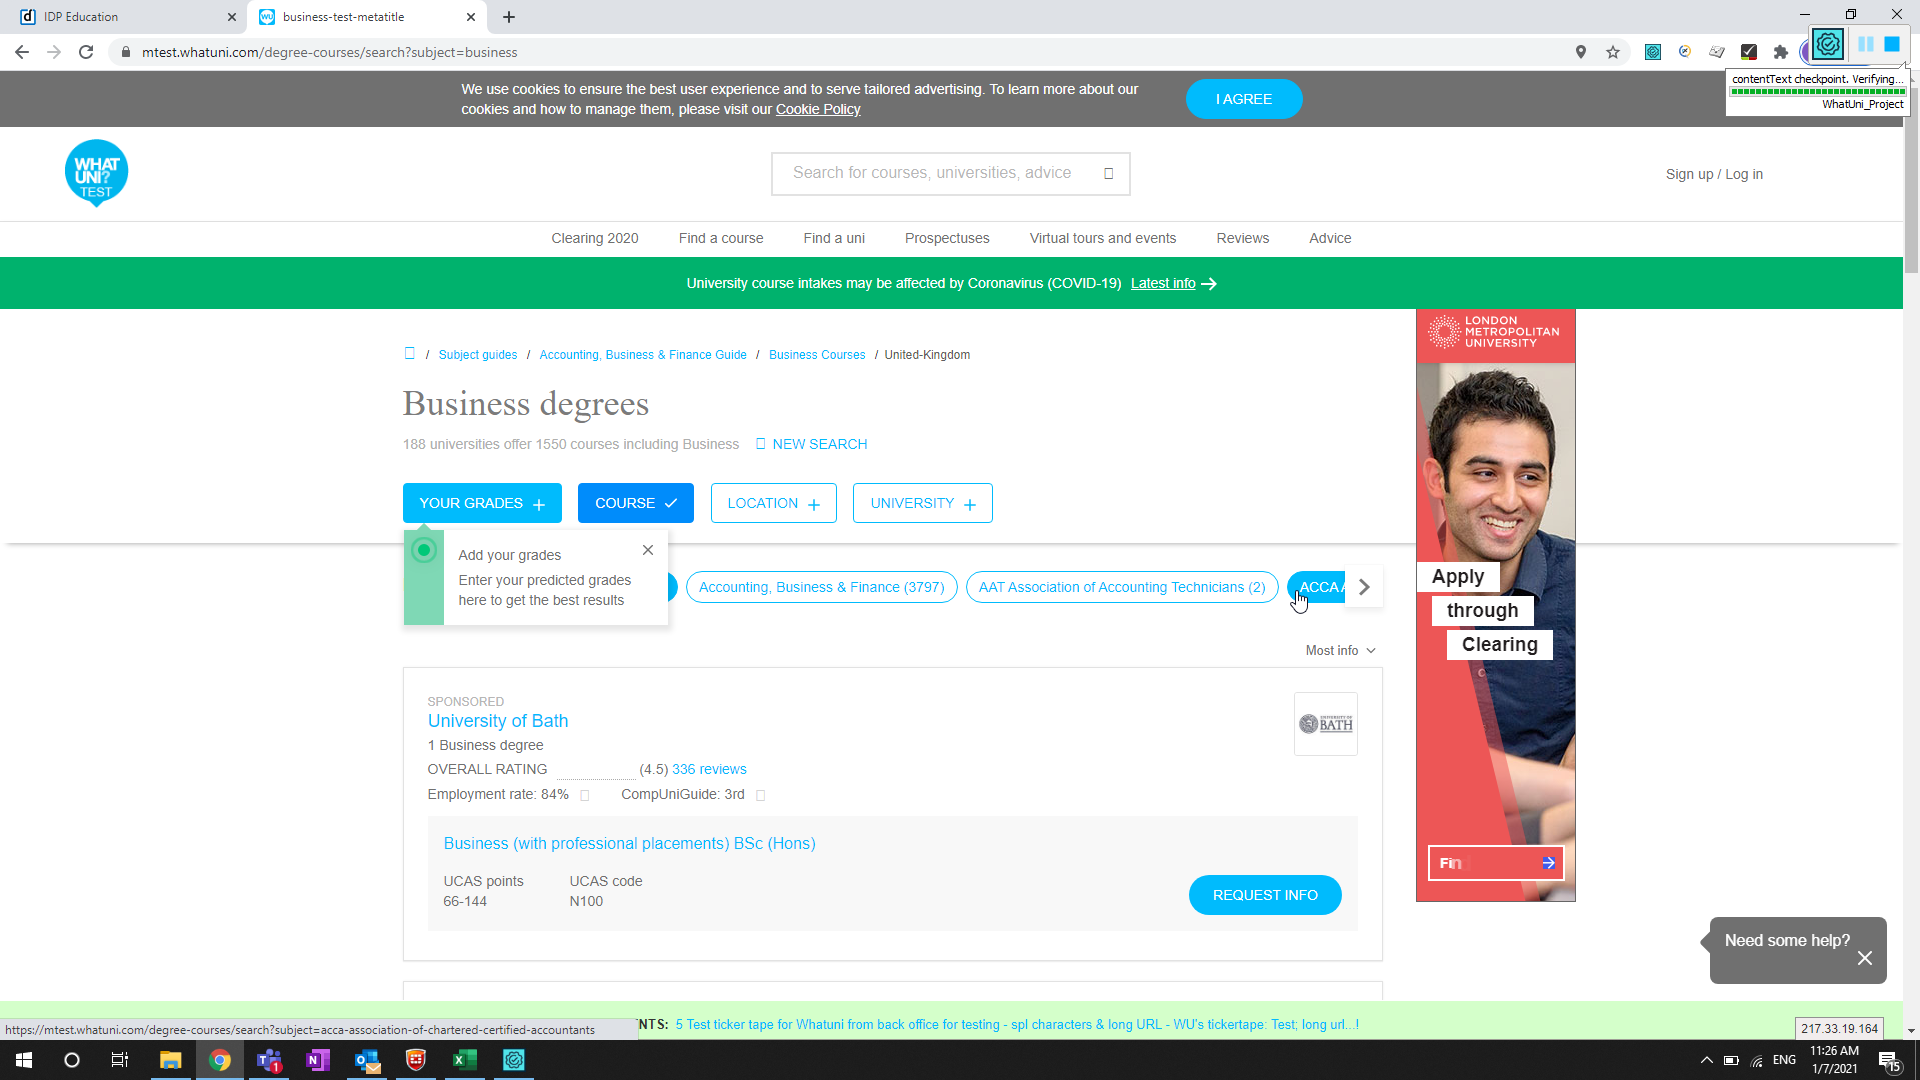 IDP Education
business-test-metatitle
mtest.whatuni.com/degree-courses/search?subject=business
contentText checkpoint. Verifying...
WhatUni_Project
We use cookies to ensure the best user experience and to serve tailored advertising. To learn more about our
cookies and how to manage them, please visit our Cookie Policy
I AGREE
WHAT
UNI?
TEST
Search for courses, universities, advice
Sign up / Log in
Clearing 2020
Find a course
Find a uni
Prospectuses
Virtual tours and events
Reviews
Advice
University course intakes may be affected by Coronavirus (COVID-19) Latest info
/ Subject guides / Accounting, Business & Finance Guide / Business Courses / United-Kingdom
Business degrees
188 universities offer 1550 courses including Business
NEW SEARCH
YOUR GRADES
COURSE
LOCATION
UNIVERSITY
Add your grades
Enter your predicted grades
here to get the best results
Accounting, Business & Finance (3797)
AAT Association of Accounting Technicians (2)
ACCA A
Most info
SPONSORED
University of Bath
1 Business degree
OVERALL RATING (4.5) 336 reviews
Employment rate: 84%
CompUniGuide: 3rd
UNIVERSITY OF
BATH
Business (with professional placements) BSc (Hons)
UCAS points
UCAS code
66-144
N100
REQUEST INFO
LONDON
METROPOLITAN
UNIVERSITY
Apply
through
Clearing
Fin
Need some help?
NTS: 5 Test ticker tape for Whatuni from back office for testing - spl characters & long URL - WU's tickertape: Test; long url...!
https://mtest.whatuni.com/degree-courses/search?subject=acca-association-of-chartered-certified-accountants
217.33.19.164
ENG
11:26 AM
1/7/2021
15